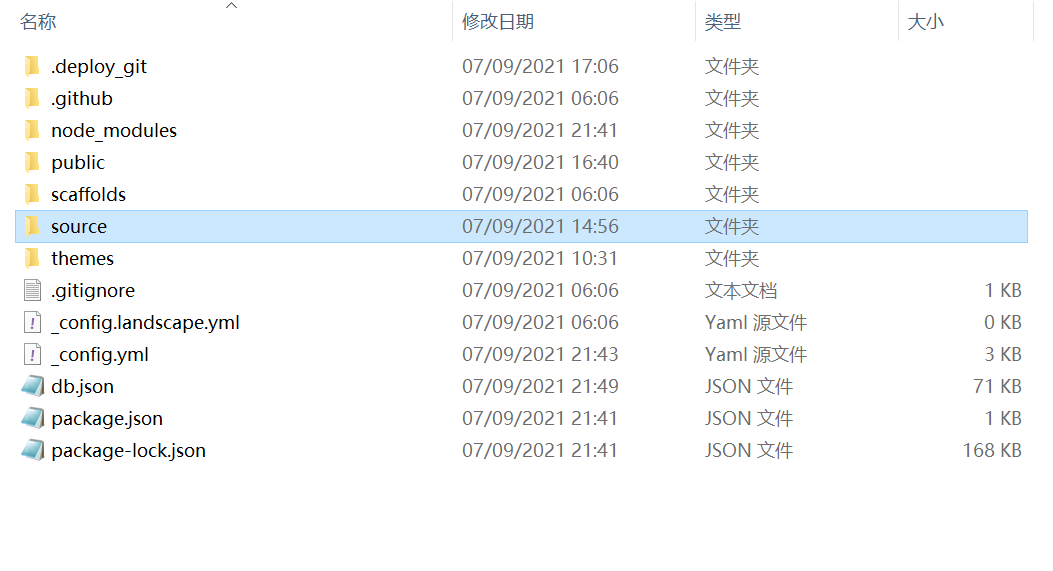 名称 修改日期 类型 大小
.deploy_git 07/09/2021 17:06 文件夹
.github 07/09/2021 06:06 文件夹
node_modules 07/09/2021 21:41 文件夹
public 07/09/2021 16:40 文件夹
scaffolds 07/09/2021 06:06 文件夹
source 07/09/2021 14:56 文件夹
themes 07/09/2021 10:31 文件夹
.gitignore 07/09/2021 06:06 文本文档 1 KB
_config.landscape.yml 07/09/2021 06:06 Yaml 源文件 0 KB
_config.yml 07/09/2021 21:43 Yaml 源文件 3 KB
db.json 07/09/2021 21:49 JSON 文件 71 KB
package.json 07/09/2021 21:41 JSON 文件 1 KB
package-lock.json 07/09/2021 21:41 JSON 文件 168 KB